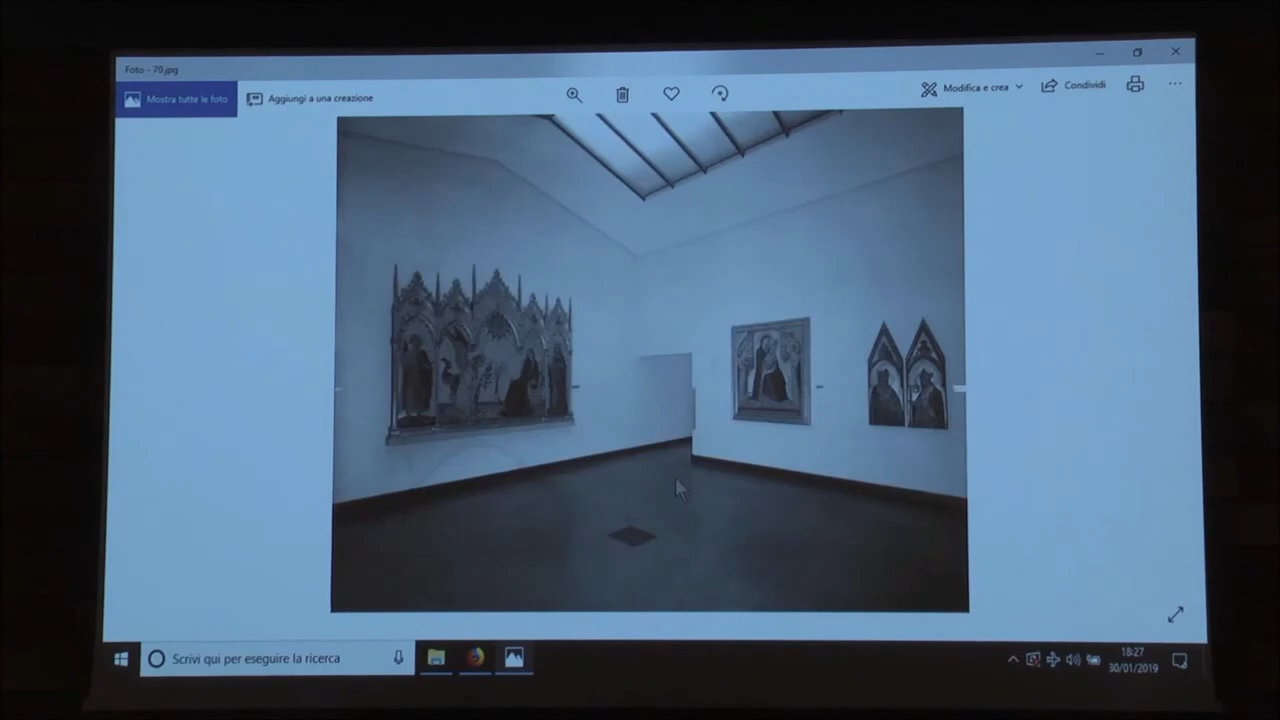 Foto - 79.jpg
Mostra tutte le foto
Aggiungi a una creazione
Modifica e crea
Condividi
Scrivi qui per eseguire la ricerca
18:27
30/01/2019